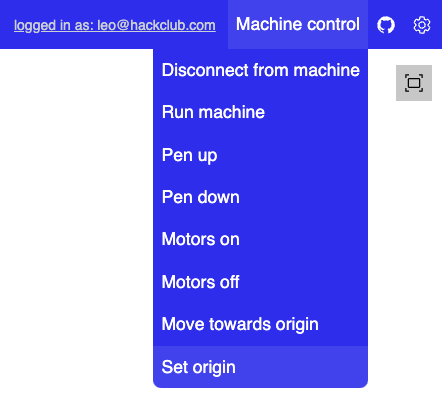 logged in as: leo@hackclub.com
Machine control
Disconnect from machine
Run machine
Pen up
Pen down
Motors on
Motors off
Move towards origin
Set origin